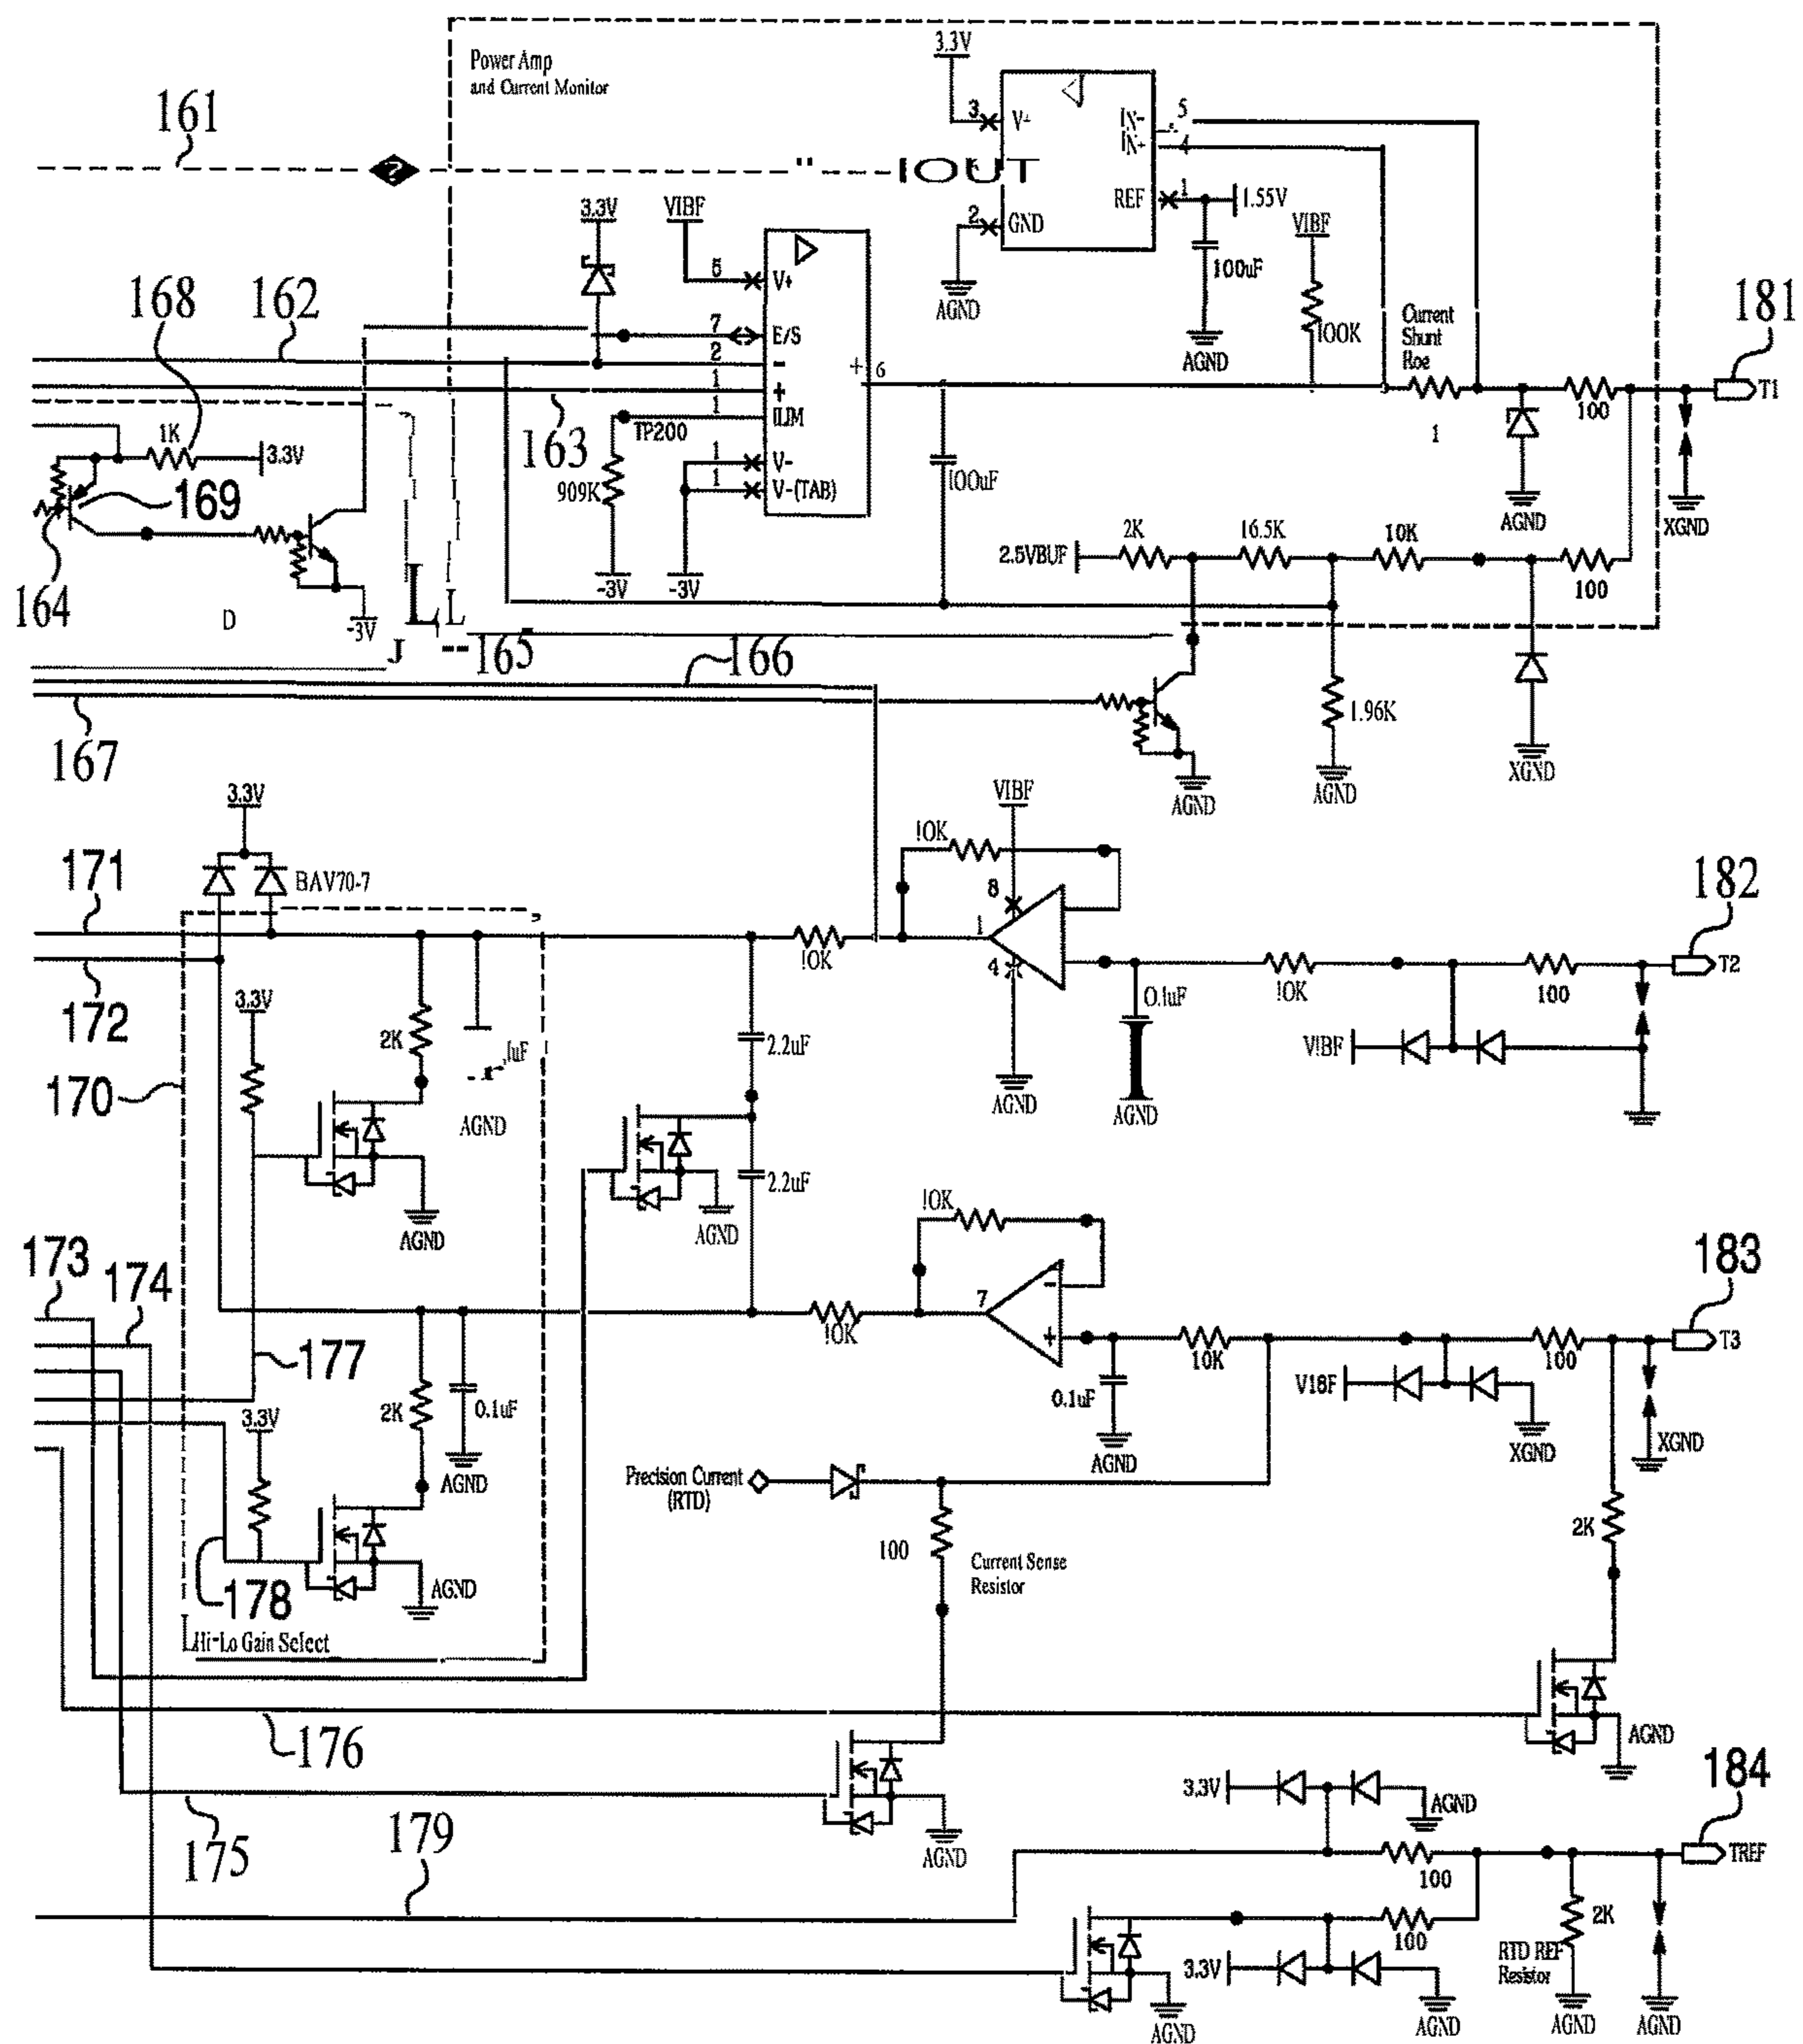 Power Amp
and Current Monitor
3.3V
161
3
V+
IN-
5
IN+
4
?
"
IOUT
REF
1
1.55V
2
GND
3.3V
VIBF
VIBF
AGND
100uF
100K
AGND
168
162
5
V+
7
E/S
2
-
1
+
1
ILIM
+
6
Current
Shunt
Roe
181
T1
100
1
1K
3.3V
163
TP200
1
V-
1
V-(TAB)
909K
100uF
AGND
XGND
169
164
2.5VBUF
2K
16.5K
10K
100
-3V
-3V
-3V
D
L
L
J
165
166
167
1.96K
AGND
AGND
XGND
3.3V
VIBF
!OK
171
BAV70-7
8
182
1
!OK
4
!OK
100
T2
172
3.3V
0.1uF
2K
2.2uF
V!BF
170
AGND
AGND
AGND
AGND
2.2uF
AGND
!OK
173
174
183
7
-
+
!OK
10K
100
T3
177
2K
0.1uF
0.1uF
V18F
3.3V
AGND
AGND
XGND
XGND
Precision Current
(RTD)
2K
100
Current Sense
Resistor
178
AGND
Hi-Lo Gain Select
176
AGND
184
3.3V
AGND
175
179
AGND
100
TREF
2K
100
RTD REF
Resistor
3.3V
AGND
AGND
AGND
AGND